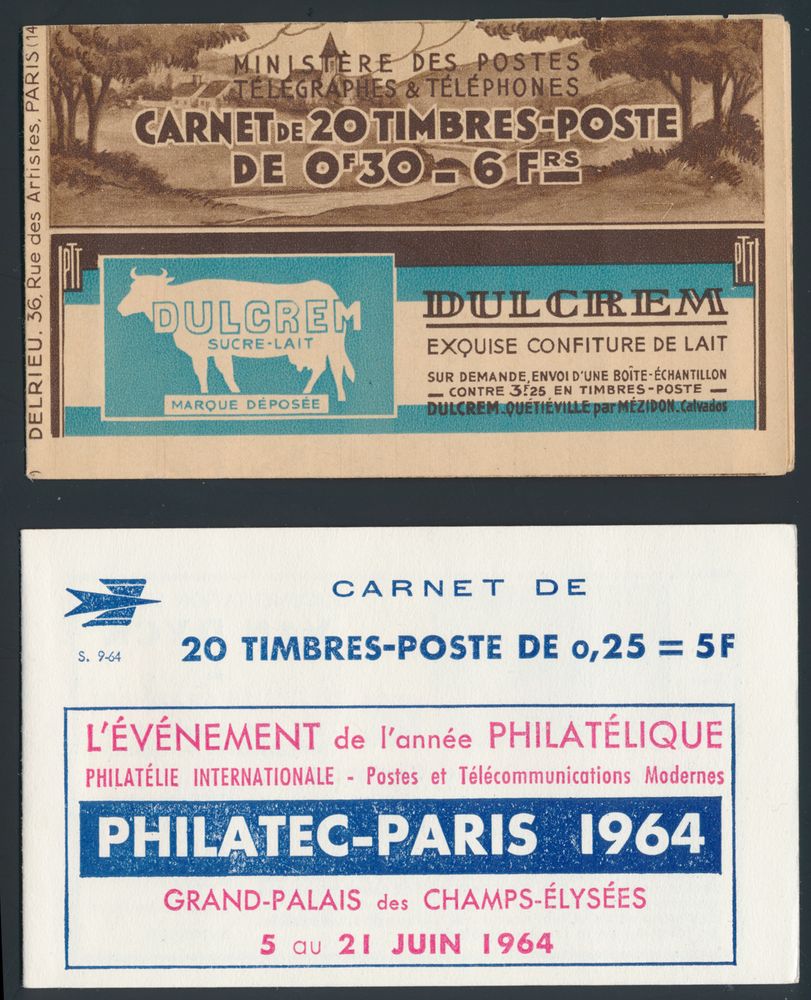 MINISTÈRE DES POSTES
TÉLÉGRAPHES & TÉLÉPHONES
CARNET DE 20 TIMBRES-POSTE
DE 0F30 = 6 FRS
DELRIEU, 36, Rue des Artistes, PARIS (14
PTT
PTT
DULCREM
SUCRE-LAIT
MARQUE DÉPOSÉE
DULCREM
EXQUISE CONFITURE DE LAIT
SUR DEMANDE, ENVOI D'UNE BOÎTE-ÉCHANTILLON
CONTRE 3F.25 EN TIMBRES-POSTE
DULCREM-QUÉTIÉVILLE par MÉZIDON-Calvados
CARNET DE
20 TIMBRES-POSTE DE 0,25 = 5F
S. 9-64
L'ÉVÉNEMENT de l'année PHILATÉLIQUE
PHILATÉLIE INTERNATIONALE - Postes et Télécommunications Modernes
PHILATEC-PARIS 1964
GRAND-PALAIS des CHAMPS-ÉLYSÉES
5 au 21 JUIN 1964